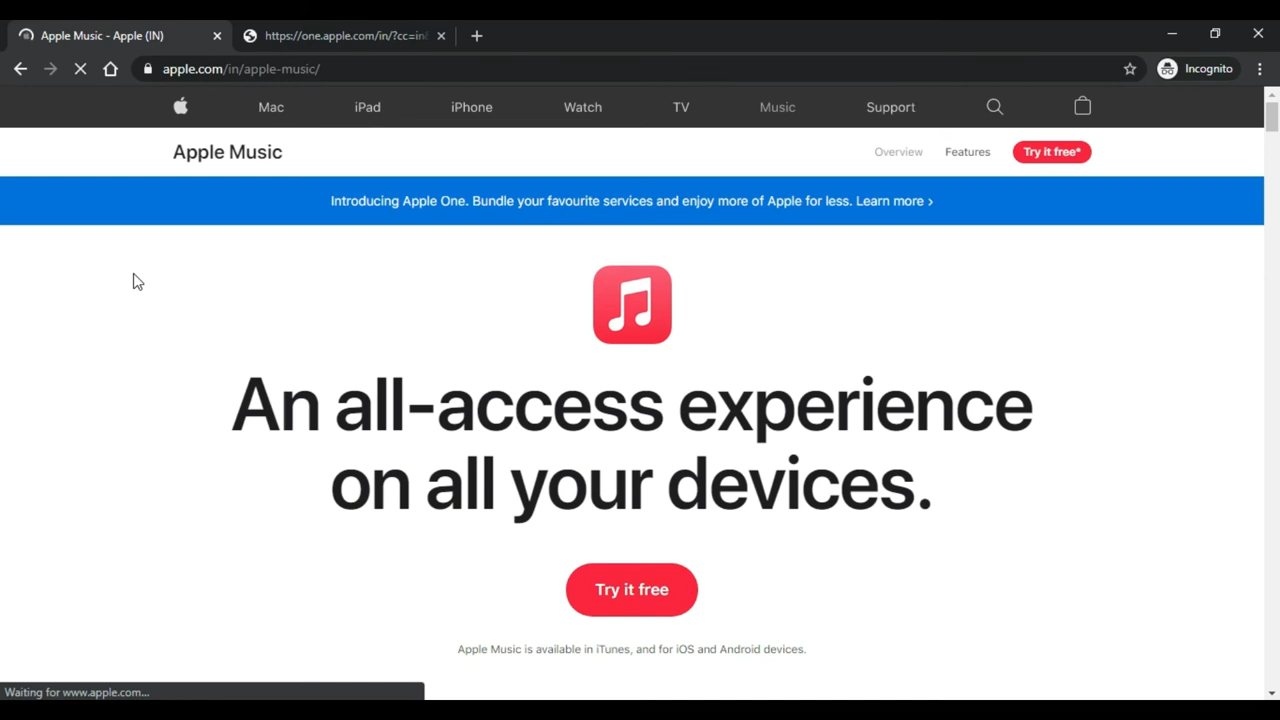 Apple Music - Apple (IN)
https://one.apple.com/in/?cc=in&
apple.com/in/apple-music/
Incognito
Mac
iPad
iPhone
Watch
TV
Music
Support
Apple Music
Overview
Features
Try it free*
Introducing Apple One. Bundle your favourite services and enjoy more of Apple for less. Learn more ›
An all-access experience
on all your devices.
Try it free
Apple Music is available in iTunes, and for iOS and Android devices.
Waiting for www.apple.com...